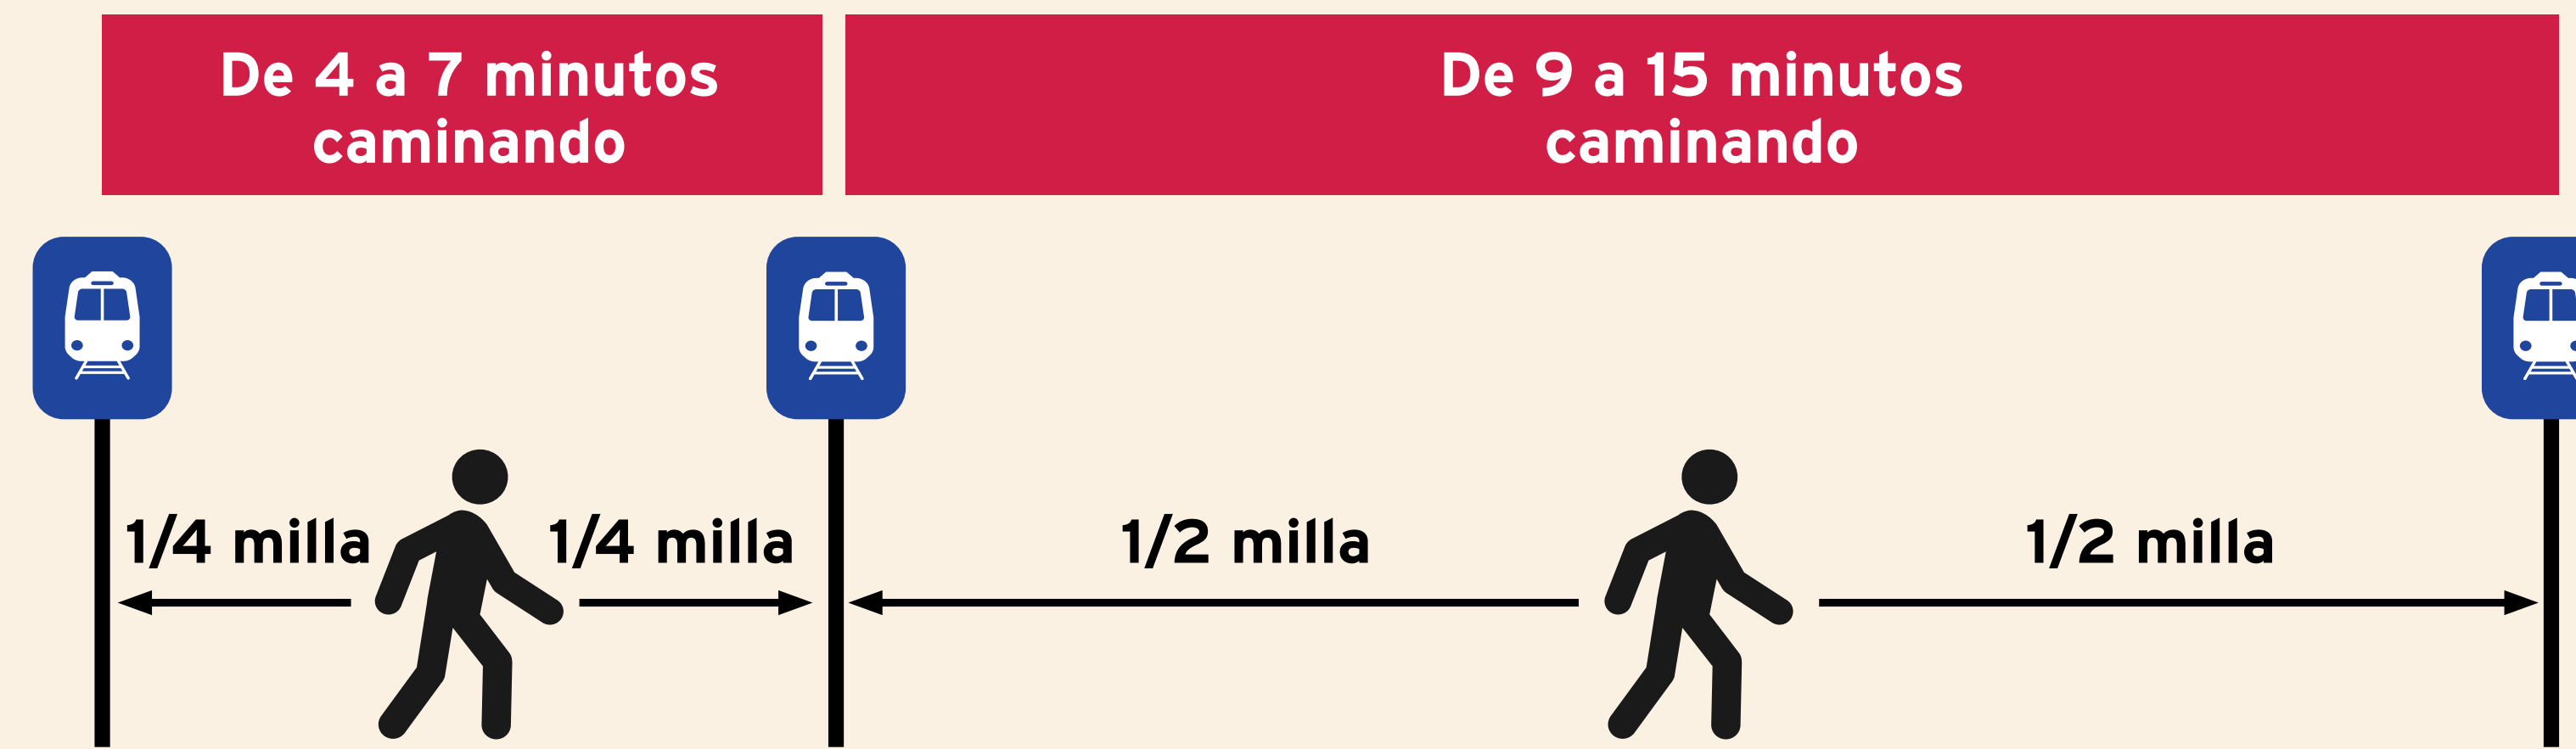 De 4 a 7 minutos
caminando
De 9 a 15 minutos
caminando
1/4 milla
1/4 milla
1/2 milla
1/2 milla